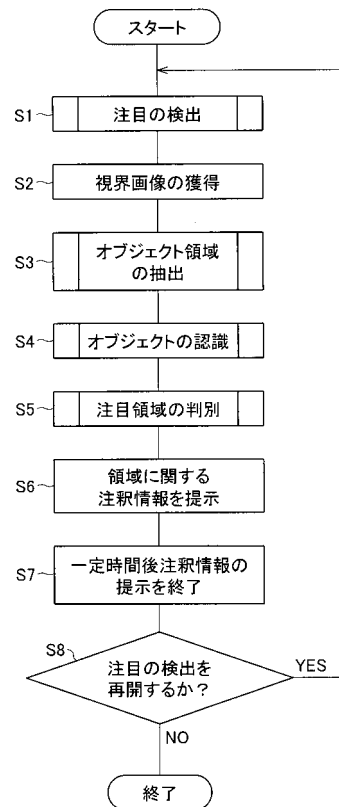 スタート
S1
注目の検出
S2
視界画像の獲得
S3
オブジェクト領域
の抽出
S4
オブジェクトの認識
S5
注目領域の判別
S6
領域に関する
注釈情報を提示
S7
一定時間後注釈情報の
提示を終了
S8
注目の検出を
再開するか？
YES
NO
終了